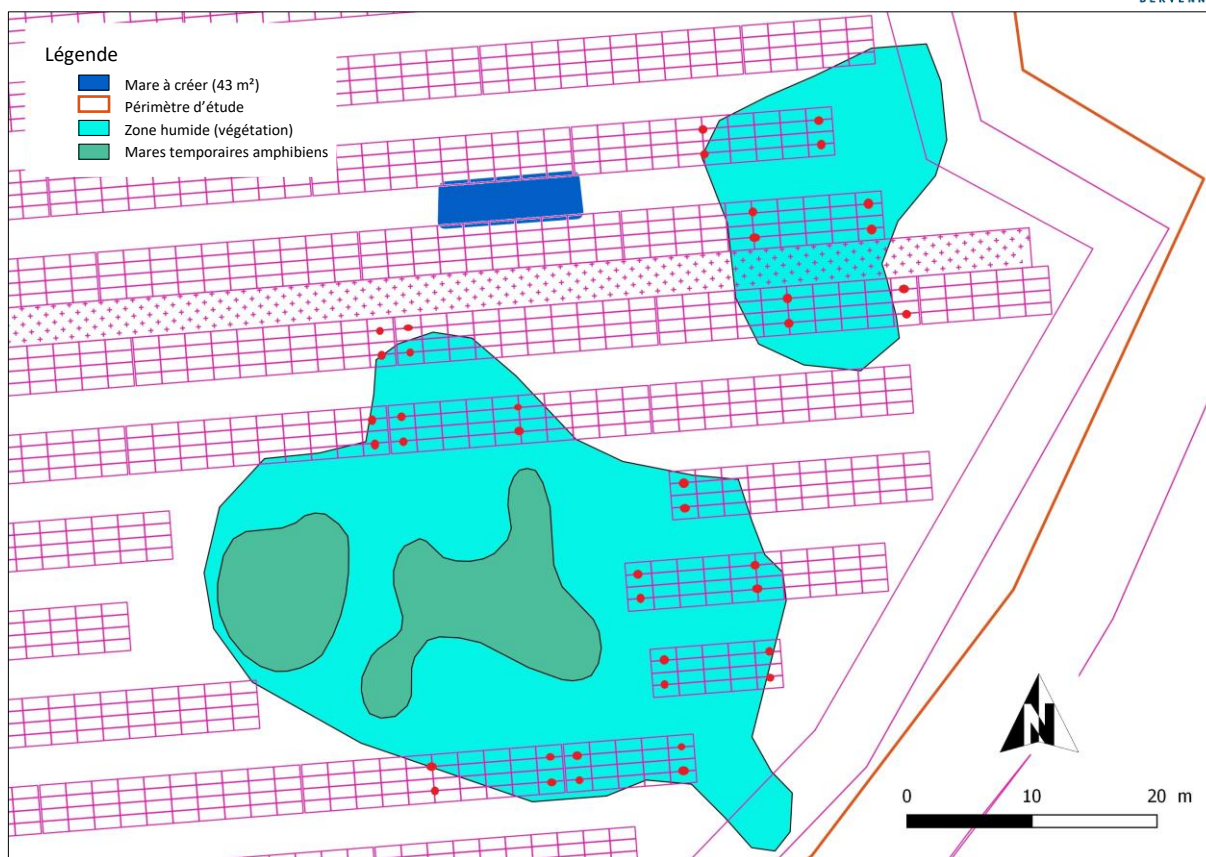 Légende
Mare à créer (43 m²)
Périmètre d'étude
Zone humide (végétation)
Mares temporaires amphibiens
N
0 10 20 m